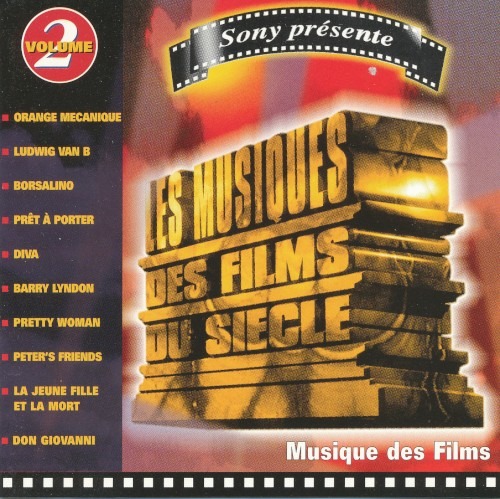 2
VOLUME
Sony présente
ORANGE MECANIQUE
LUDWIG VAN B
BORSALINO
PRÊT À PORTER
DIVA
BARRY LYNDON
PRETTY WOMAN
PETER'S FRIENDS
LA JEUNE FILLE
ET LA MORT
DON GIOVANNI
LES MUSIQUES
DES FILMS
DU SIECLE
Musique des Films